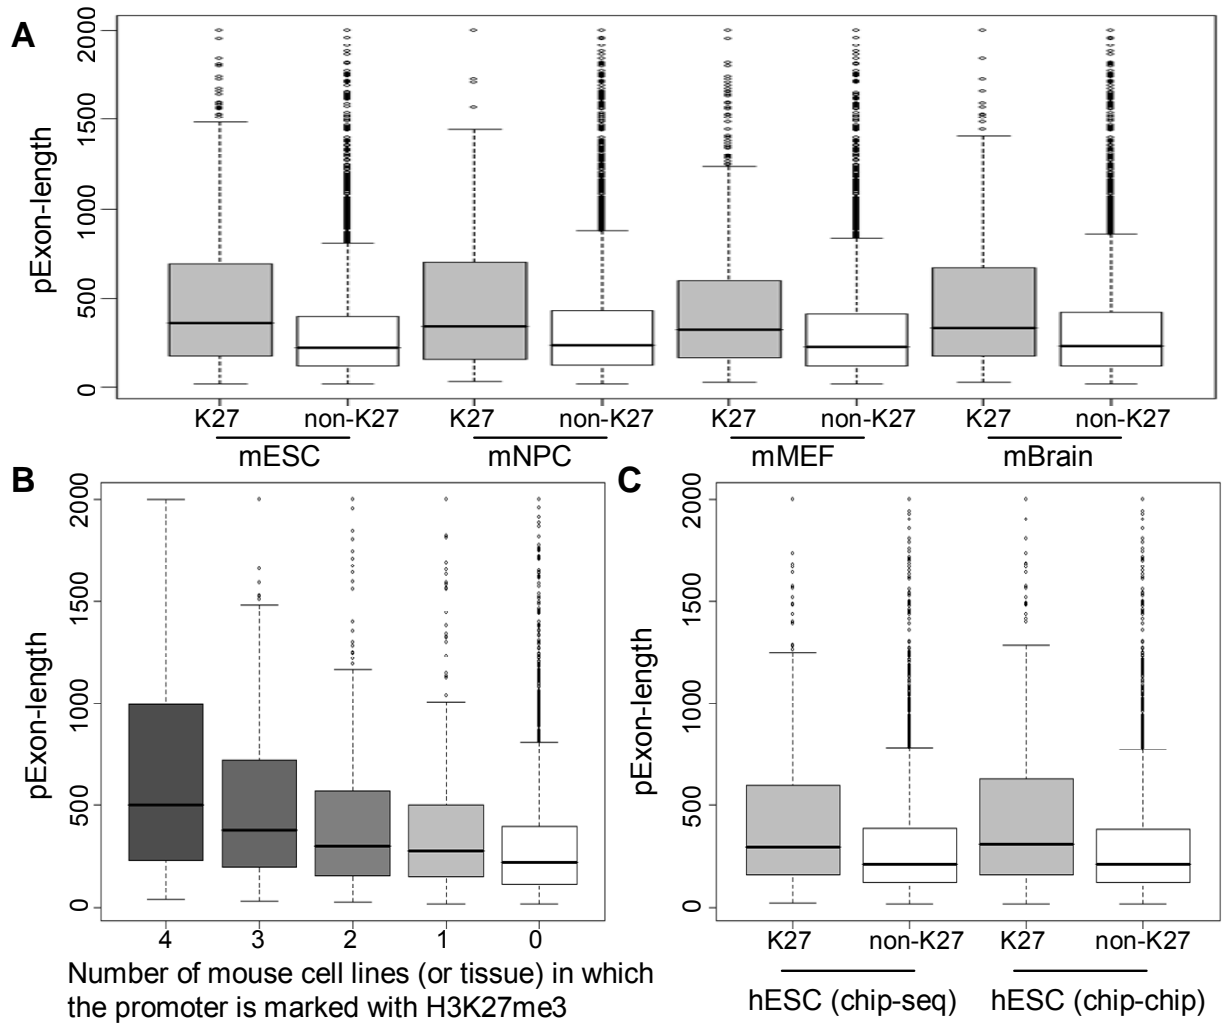 A
pExon-length
2000
1500
1000
500
0
K27 non-K27 K27 non-K27 K27 non-K27 K27 non-K27
mESC mNPC mMEF mBrain
B
pExon-length
2000
1500
1000
500
0
4 3 2 1 0
Number of mouse cell lines (or tissue) in which
the promoter is marked with H3K27me3
C
pExon-length
2000
1500
1000
500
0
K27 non-K27 K27 non-K27
hESC (chip-seq) hESC (chip-chip)